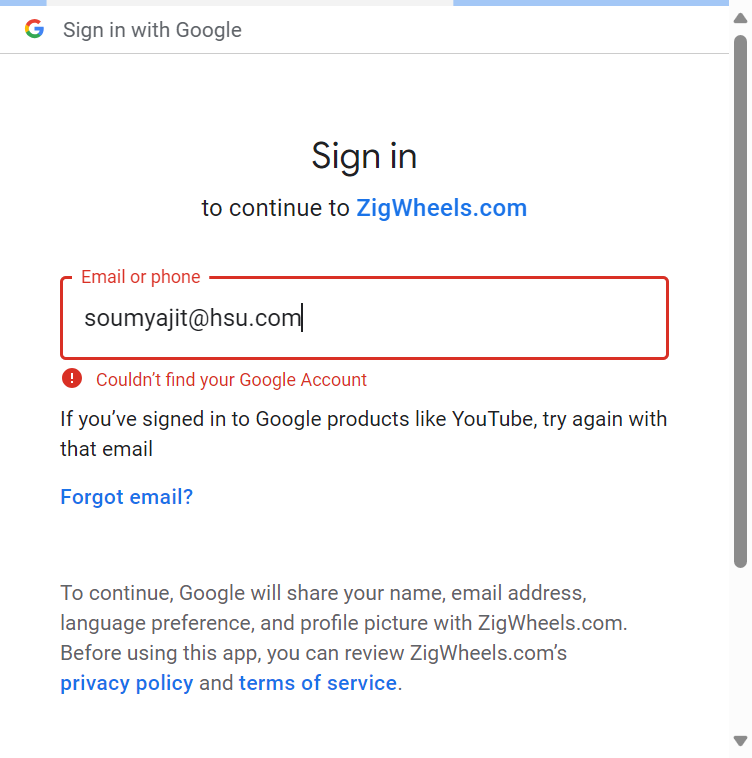 Sign in with Google
Sign in
to continue to ZigWheels.com
Email or phone
soumyajit@hsu.com
Couldn't find your Google Account
If you've signed in to Google products like YouTube, try again with
that email
Forgot email?
To continue, Google will share your name, email address,
language preference, and profile picture with ZigWheels.com.
Before using this app, you can review ZigWheels.com's
privacy policy and terms of service.